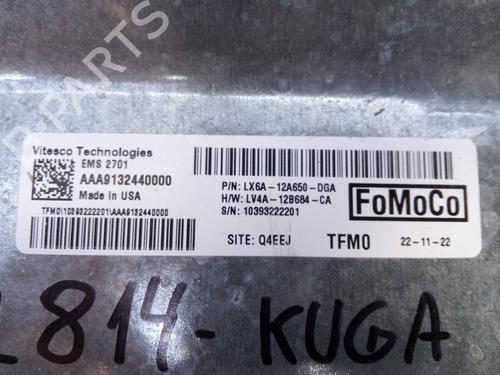 B PARTS
Vitesco Technologies
EMS 2701
AAA9132440000
Made in USA
TFM0\10393222201\AAA9132440000
P/N: LX6A-12A650-DGA
H/W: LV4A-12B684-CA
S/N: 10393222201
FoMoCo
SITE: Q4EEJ
TFM0
22-11-22
814-KUGA